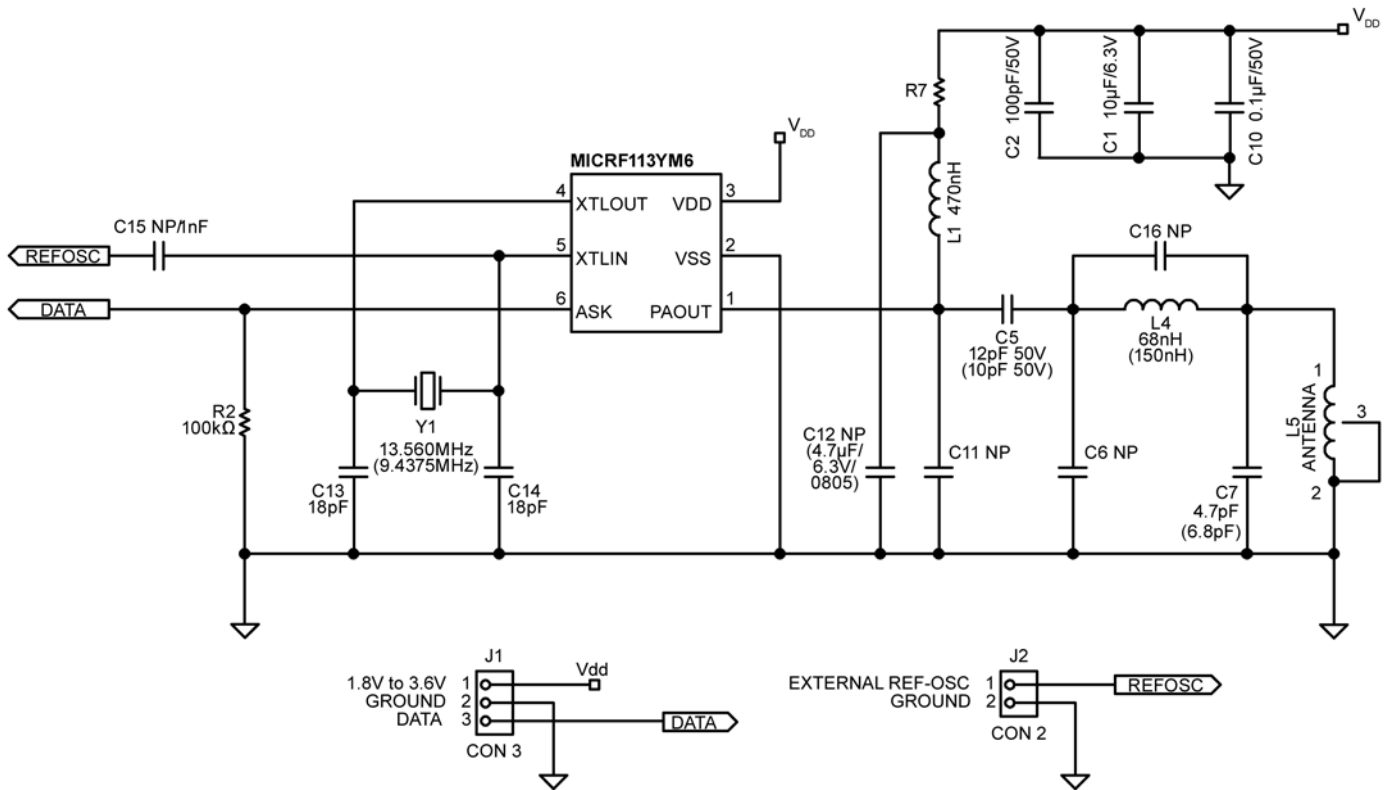 V_DD
R7
C2 100pF/50V
C1 10µF/6.3V
C10 0.1µF/50V
V_DD
MICRF113YM6
4
XTLOUT
VDD
3
L1 470nH
C15 NP/1nF
C16 NP
REFOSC
5
XTLIN
VSS
2
DATA
6
ASK
PAOUT
1
C5
12pF 50V
(10pF 50V)
L4
68nH
(150nH)
1
L5
ANTENNA
3
2
R2
100kΩ
Y1
13.560MHz
(9.4375MHz)
C13
18pF
C14
18pF
C12 NP
(4.7µF/
6.3V/
0805)
C11 NP
C6 NP
C7
4.7pF
(6.8pF)
J1
1.8V to 3.6V 1
Vdd
GROUND 2
DATA 3
DATA
CON 3
J2
EXTERNAL REF-OSC 1
REFOSC
GROUND 2
CON 2